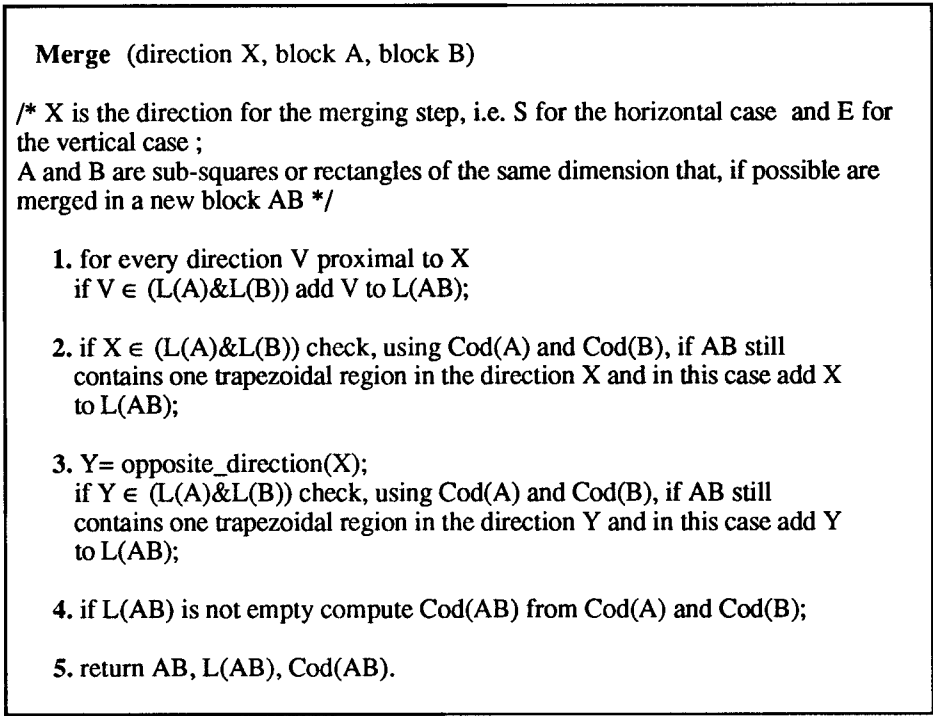 Merge (direction X, block A, block B)
/* X is the direction for the merging step, i.e. S for the horizontal case and E for
the vertical case ;
A and B are sub-squares or rectangles of the same dimension that, if possible are
merged in a new block AB */
1. for every direction V proximal to X
if V ∈ (L(A)&L(B)) add V to L(AB);
2. if X ∈ (L(A)&L(B)) check, using Cod(A) and Cod(B), if AB still
contains one trapezoidal region in the direction X and in this case add X
to L(AB);
3. Y= opposite_direction(X);
if Y ∈ (L(A)&L(B)) check, using Cod(A) and Cod(B), if AB still
contains one trapezoidal region in the direction Y and in this case add Y
to L(AB);
4. if L(AB) is not empty compute Cod(AB) from Cod(A) and Cod(B);
5. return AB, L(AB), Cod(AB).